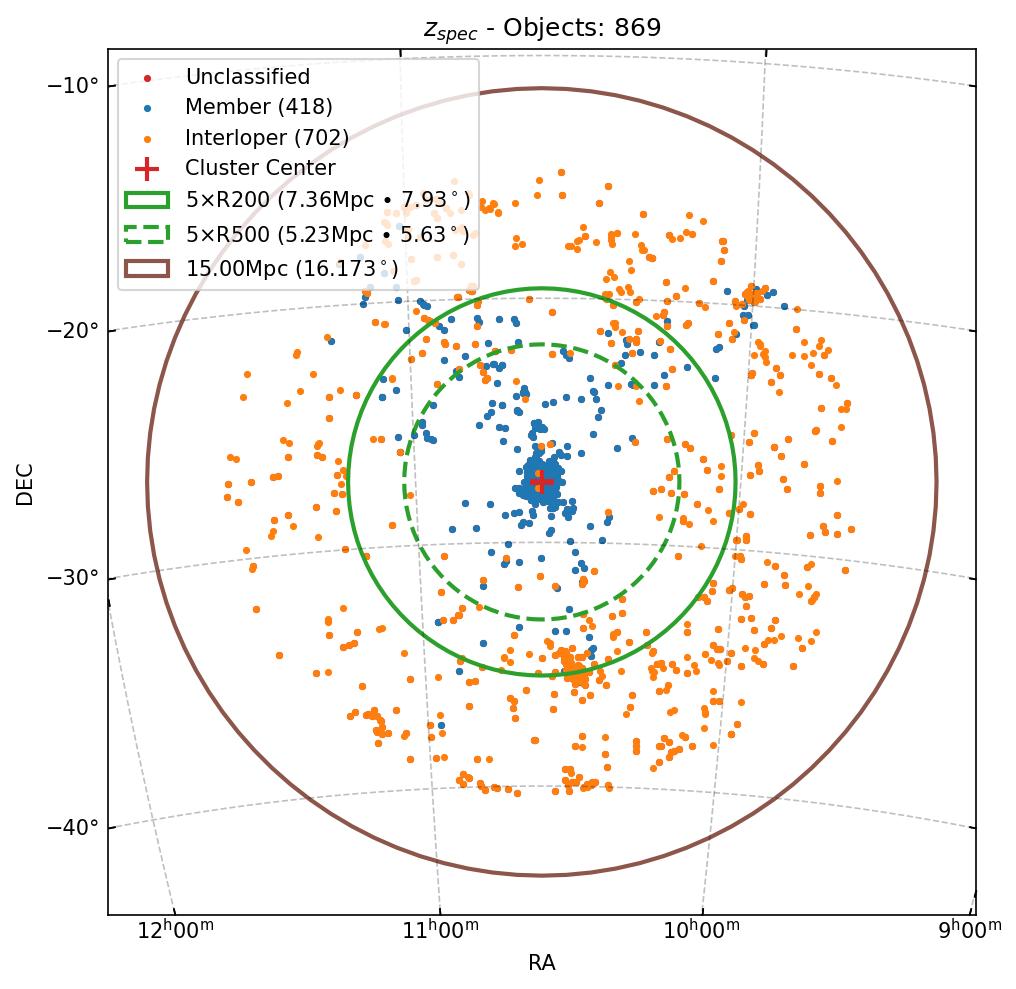 z_spec - Objects: 869
Unclassified
Member (418)
Interloper (702)
Cluster Center
5×R200 (7.36Mpc • 7.93°)
5×R500 (5.23Mpc • 5.63°)
15.00Mpc (16.173°)
−10°
−20°
−30°
−40°
DEC
12ʰ00ᵐ 11ʰ00ᵐ 10ʰ00ᵐ 9ʰ00ᵐ
RA